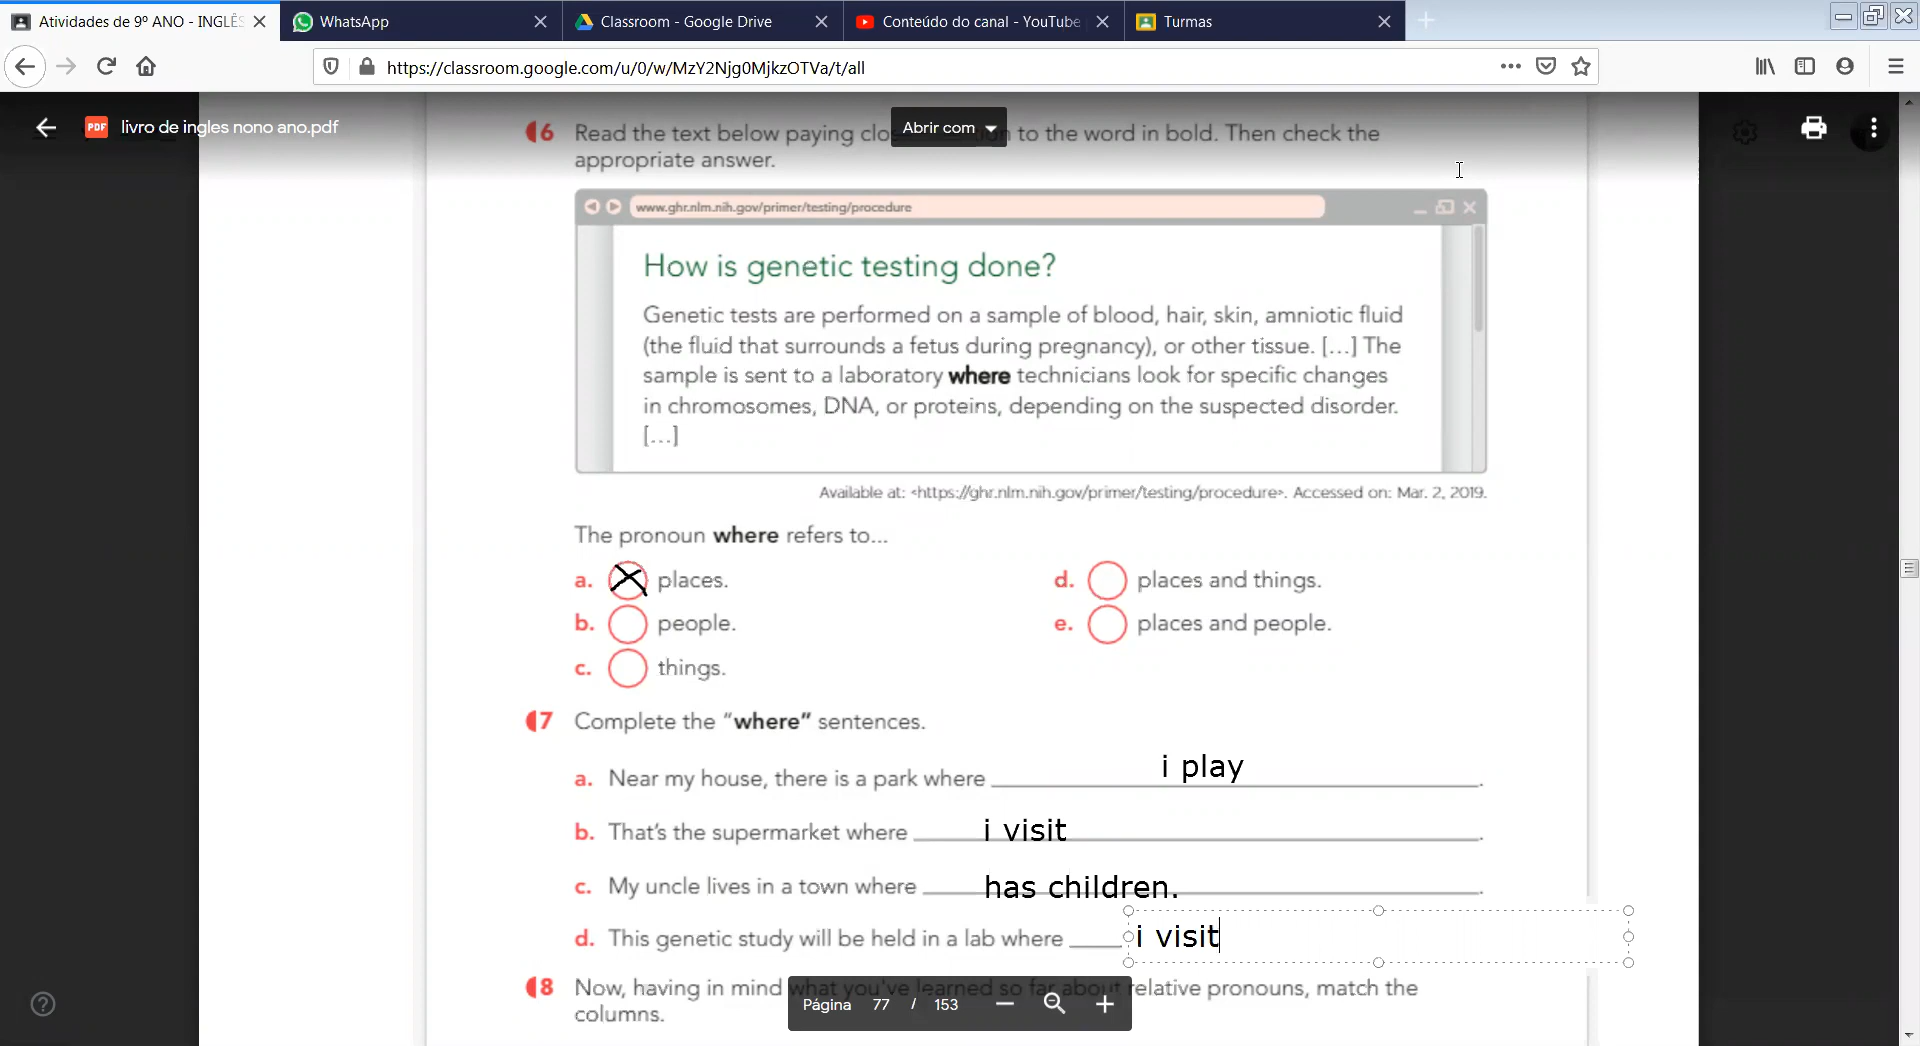 Atividades de 9º ANO - INGLÊS
WhatsApp
Classroom - Google Drive
Conteúdo do canal - YouTube
Turmas
https://classroom.google.com/u/0/w/MzY2Njg0MjkzOTVa/t/all
PDF livro de ingles nono ano.pdf
Abrir com
6 Read the text below paying clos n to the word in bold. Then check the
appropriate answer.
www.ghr.nlm.nih.gov/primer/testing/procedure
How is genetic testing done?
Genetic tests are performed on a sample of blood, hair, skin, amniotic fluid
(the fluid that surrounds a fetus during pregnancy), or other tissue. [...] The
sample is sent to a laboratory where technicians look for specific changes
in chromosomes, DNA, or proteins, depending on the suspected disorder.
[...]
Available at: <https://ghr.nlm.nih.gov/primer/testing/procedure>. Accessed on: Mar. 2, 2019.
The pronoun where refers to...
a. X places.
b. people.
c. things.
d. places and things.
e. places and people.
7 Complete the “where” sentences.
a. Near my house, there is a park where i play.
b. That’s the supermarket where i visit.
c. My uncle lives in a town where has children..
d. This genetic study will be held in a lab where i visit
8 Now, having in mind what you've learned so far about relative pronouns, match the
columns.
Página 77 / 153